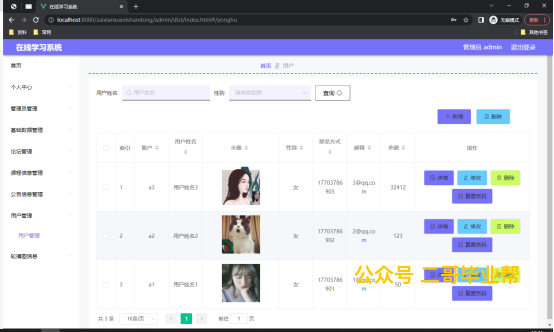 在线学习系统
localhost:8080/zaixianxuexishandong/admin/dist/index.html#/yonghu
无痕模式
更新
资料
常用
其他书签
在线学习系统
管理员 admin
退出登录
首页
个人中心
管理员管理
基础数据管理
论坛管理
课程信息管理
公告信息管理
用户管理
用户管理
轮播图信息
首页
用户
用户姓名
用户姓名
性别
请选择性别
查询
新增
删除
索引 账户 用户姓名 头像 性别 联系方式 邮箱 余额 操作
1 a3 用户姓名3 女 17703786903 3@qq.com 32412 详情 修改 删除 重置密码
2 a2 用户姓名2 女 17703786902 2@qq.com 123 详情 修改 删除 重置密码
3 a1 用户姓名1 女 17703786901 50 重置密码
公众号 二哥毕业帮
共 3 条 10条/页 1 前往 1 页